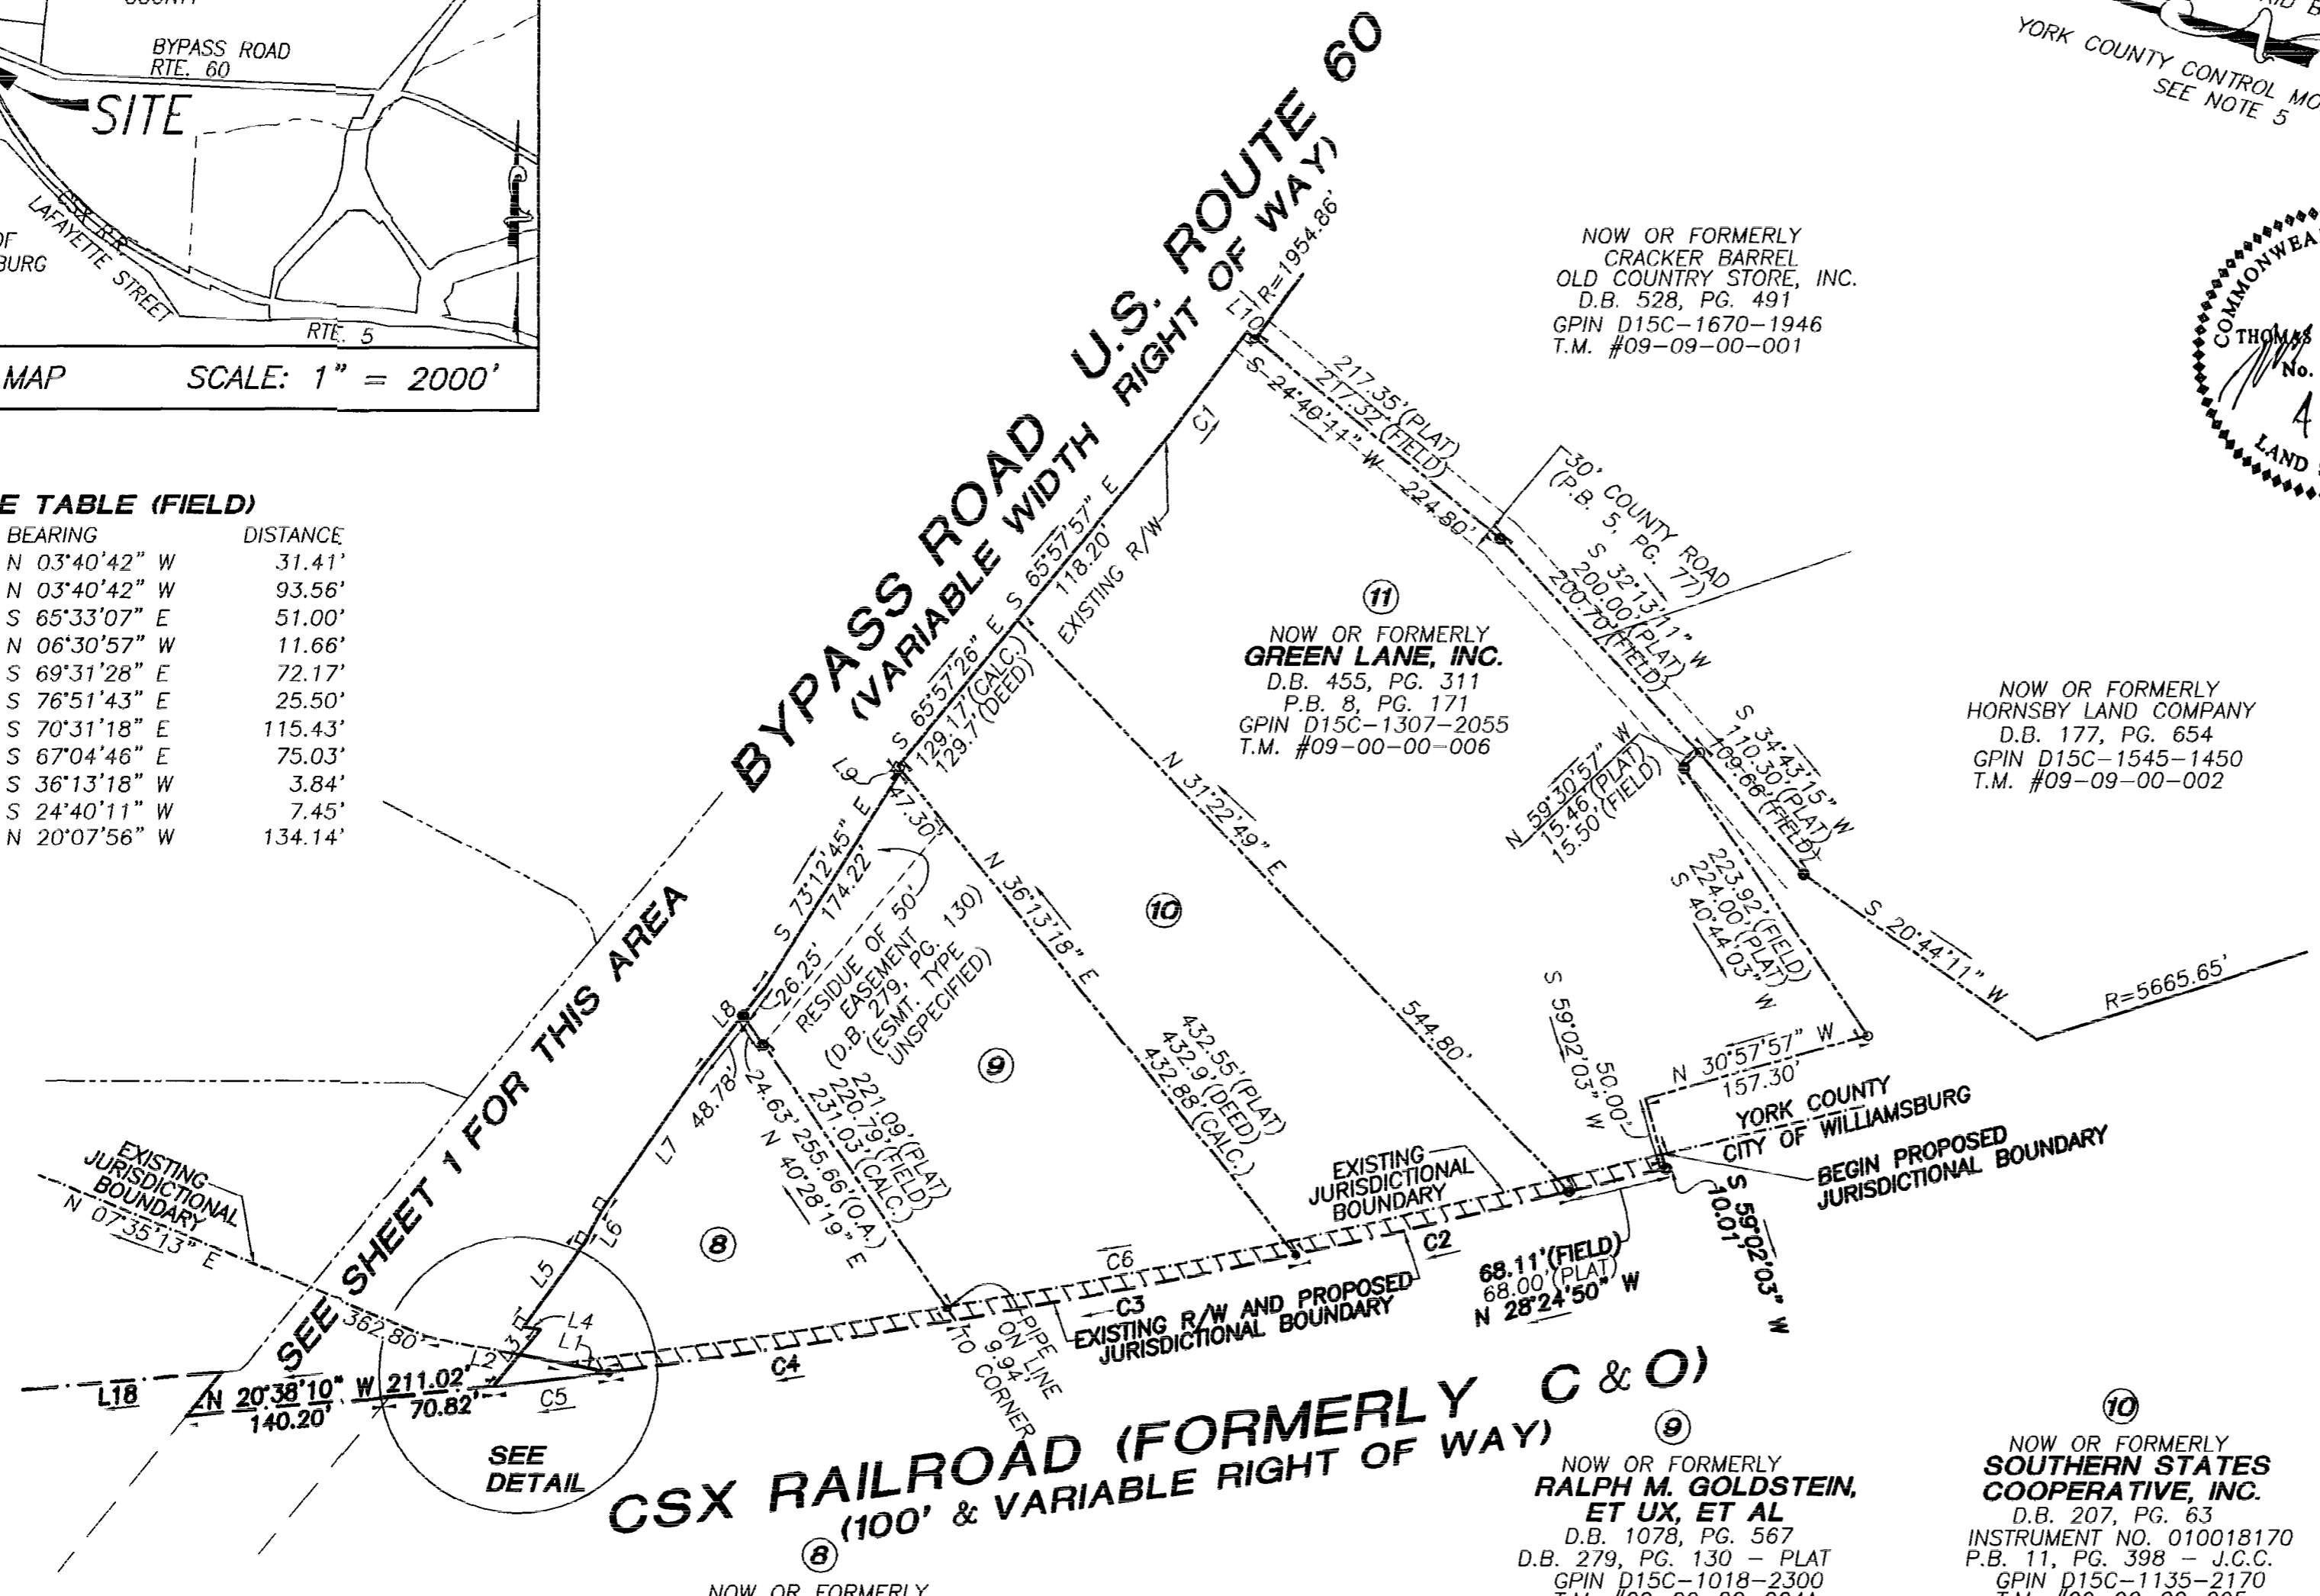 BYPASS ROAD
RTE. 60
SITE
CSX R.R.
LAFAYETTE STREET
BURG
RTE. 5
MAP SCALE: 1" = 2000'
E TABLE (FIELD)
BEARING DISTANCE
N 03°40'42" W 31.41'
N 03°40'42" W 93.56'
S 65°33'07" E 51.00'
N 06°30'57" W 11.66'
S 69°31'28" E 72.17'
S 76°51'43" E 25.50'
S 70°31'18" E 115.43'
S 67°04'46" E 75.03'
S 36°13'18" W 3.84'
S 24°40'11" W 7.45'
N 20°07'56" W 134.14'
BYPASS ROAD U.S. ROUTE 60
(VARIABLE WIDTH RIGHT OF WAY)
R=1954.86'
L10
YORK COUNTY CONTROL MO
SEE NOTE 5
COMMONWEA
THOMAS
No.
LAND
NOW OR FORMERLY
CRACKER BARREL
OLD COUNTRY STORE, INC.
D.B. 528, PG. 491
GPIN D15C-1670-1946
T.M. #09-09-00-001
217.35'(PLAT)
217.32'(FIELD)
S 24°40'11" W 224.80'
C1
S 65°57'57" E
118.20'
EXISTING R/W
30' COUNTY ROAD
(P.B. 5, PG. 77)
S 32°13'11" W
200.00'(PLAT)
200.70'(FIELD)
11
NOW OR FORMERLY
GREEN LANE, INC.
D.B. 455, PG. 311
P.B. 8, PG. 171
GPIN D15C-1307-2055
T.M. #09-00-00-006
NOW OR FORMERLY
HORNSBY LAND COMPANY
D.B. 177, PG. 654
GPIN D15C-1545-1450
T.M. #09-09-00-002
S 65°57'26" E
129.17'(CALC.)
129.7'(DEED)
L9
47.30'
S 34°43'15" W
110.30'(PLAT)
109.66'(FIELD)
N 59°30'57" W
15.46'(PLAT)
15.50'(FIELD)
N 31°22'49" E
544.80'
S 73°12'45" E
174.22'
223.92'(FIELD)
224.00'(PLAT)
S 40°44'03" W
S 20°44'11" W
R=5665.65'
N 36°13'18" E
10
26.25'
RESIDUE OF 50'
EASEMENT
(D.B. 279, PG. 130)
(ESMT. TYPE
UNSPECIFIED)
L8
48.78'
24.63'
L7
9
432.55'(PLAT)
432.9'(DEED)
432.88'(CALC.)
S 59°02'03" W
50.00'
N 30°57'57" W
157.30'
YORK COUNTY
CITY OF WILLIAMSBURG
BEGIN PROPOSED
JURISDICTIONAL BOUNDARY
221.09'(PLAT)
220.79'(FIELD)
231.03'(CALC.)
255.66'(O.A.)
N 40°28'19" E
SEE SHEET 1 FOR THIS AREA
EXISTING
JURISDICTIONAL
BOUNDARY
N 07°35'13" E
362.80'
EXISTING
JURISDICTIONAL
BOUNDARY
S 59°02'03" W
10.01'
8
L6
L5
L4
L1
L3
L2
C6
C2
C3
EXISTING R/W AND PROPOSED
JURISDICTIONAL BOUNDARY
68.11'(FIELD)
68.00'(PLAT)
N 28°24'50" W
PIPE
ON LINE
9.94'
TO CORNER
C4
C5
L18
N 20°38'10" W 211.02'
140.20' 70.82'
SEE
DETAIL
CSX RAILROAD (FORMERLY C & O)
(100' & VARIABLE RIGHT OF WAY)
8
NOW OR FORMERLY
9
NOW OR FORMERLY
RALPH M. GOLDSTEIN,
ET UX, ET AL
D.B. 1078, PG. 567
D.B. 279, PG. 130 - PLAT
GPIN D15C-1018-2300
10
NOW OR FORMERLY
SOUTHERN STATES
COOPERATIVE, INC.
D.B. 207, PG. 63
INSTRUMENT NO. 010018170
P.B. 11, PG. 398 - J.C.C.
GPIN D15C-1135-2170